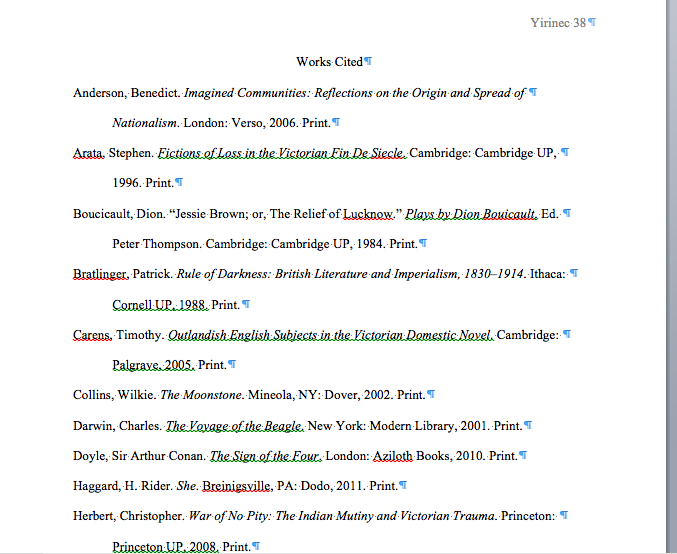 Yirinec 38¶
Works Cited¶
Anderson, Benedict. Imagined Communities: Reflections on the Origin and Spread of ¶
Nationalism. London: Verso, 2006. Print.¶
Arata, Stephen. Fictions of Loss in the Victorian Fin De Siecle. Cambridge: Cambridge UP, ¶
1996. Print.¶
Boucicault, Dion. “Jessie Brown; or, The Relief of Lucknow.” Plays by Dion Bouicault. Ed. ¶
Peter Thompson. Cambridge: Cambridge UP, 1984. Print.¶
Bratlinger, Patrick. Rule of Darkness: British Literature and Imperialism, 1830–1914. Ithaca: ¶
Cornell UP, 1988. Print. ¶
Carens, Timothy. Outlandish English Subjects in the Victorian Domestic Novel. Cambridge: ¶
Palgrave, 2005. Print.¶
Collins, Wilkie. The Moonstone. Mineola, NY: Dover, 2002. Print.¶
Darwin, Charles. The Voyage of the Beagle. New York: Modern Library, 2001. Print.¶
Doyle, Sir Arthur Conan. The Sign of the Four. London: Aziloth Books, 2010. Print.¶
Haggard, H. Rider. She. Breinigsville, PA: Dodo, 2011. Print.¶
Herbert, Christopher. War of No Pity: The Indian Mutiny and Victorian Trauma. Princeton: ¶
Princeton UP, 2008. Print.¶